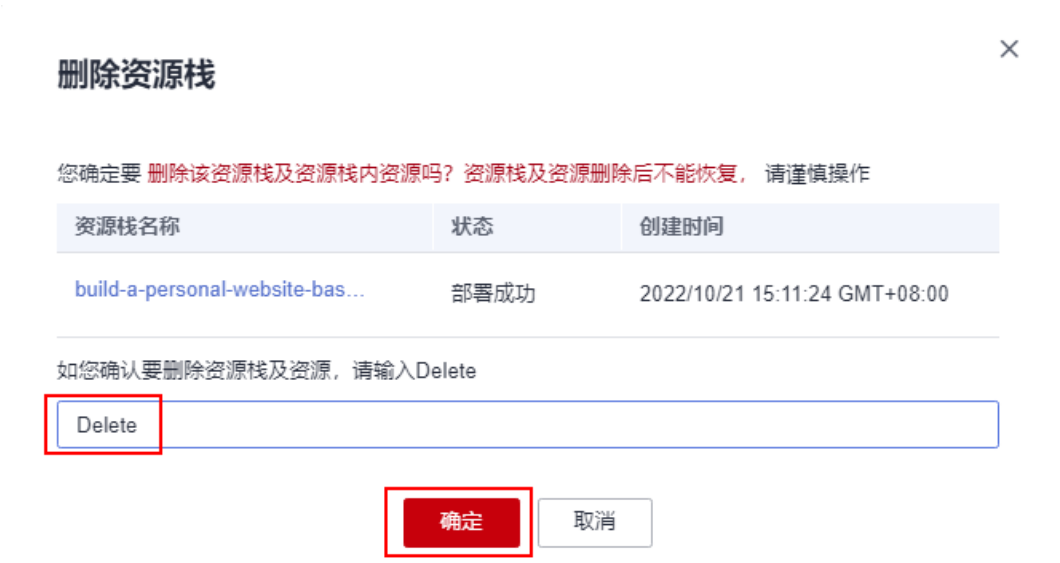 删除资源栈
您确定要 删除该资源栈及资源栈内资源吗？资源栈及资源删除后不能恢复， 请谨慎操作
资源栈名称 状态 创建时间
build-a-personal-website-bas... 部署成功 2022/10/21 15:11:24 GMT+08:00
如您确认要删除资源栈及资源，请输入Delete
Delete
确定 取消